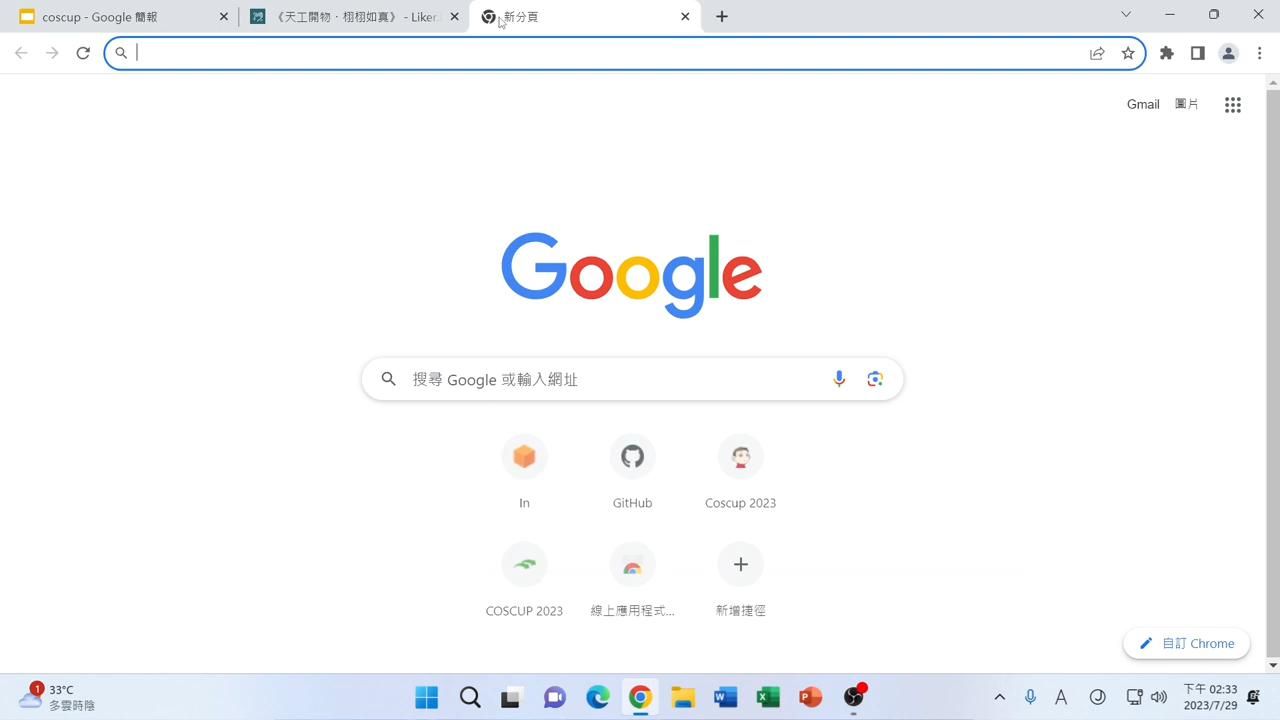 coscup - Google 簡報
《天工開物．栩栩如真》 - Liker.
新分頁
Gmail
圖片
Google
搜尋 Google 或輸入網址
In
GitHub
Coscup 2023
COSCUP 2023
線上應用程式...
新增捷徑
自訂 Chrome
1
33°C
多雲時陰
W
X
P
A
下午 02:33
2023/7/29